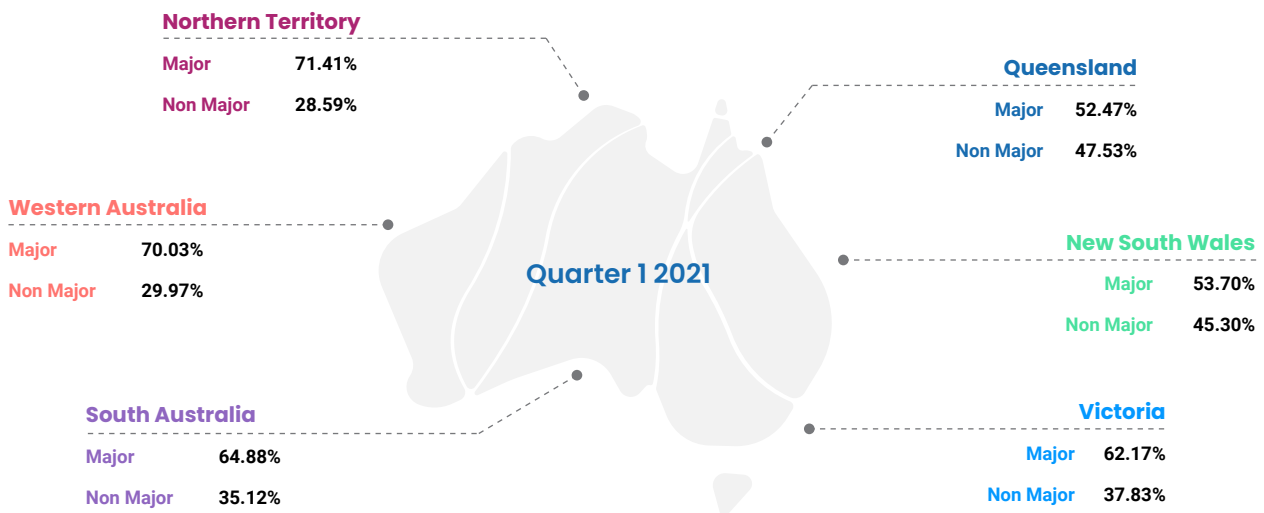 Northern Territory
Major 71.41%
Non Major 28.59%
Queensland
Major 52.47%
Non Major 47.53%
Western Australia
Major 70.03%
Non Major 29.97%
Quarter 1 2021
New South Wales
Major 53.70%
Non Major 45.30%
South Australia
Major 64.88%
Non Major 35.12%
Victoria
Major 62.17%
Non Major 37.83%